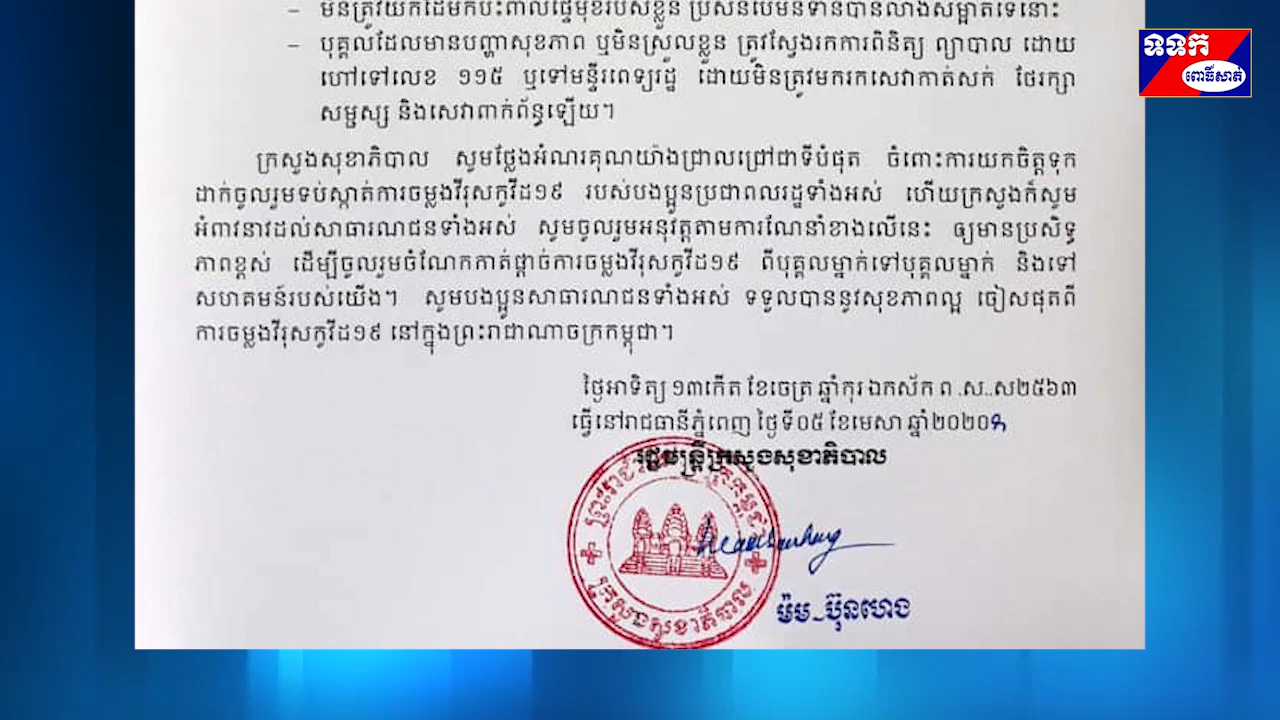 – មិនត្រូវយកដៃមកប៉ះពាល់ផ្ទៃមុខរបស់ខ្លួន ប្រសិនបើមិនទាន់បានលាងសម្អាតទេនោះ
– បុគ្គលដែលមានបញ្ហាសុខភាព ឬមិនស្រួលខ្លួន ត្រូវស្វែងរកការពិនិត្យ ព្យាបាល ដោយ
ហៅទៅលេខ ១១៥ ឬទៅមន្ទីរពេទ្យរដ្ឋ ដោយមិនត្រូវមករកសេវាកាត់សក់ ថែរក្សា
សម្ផស្ស និងសេវាពាក់ព័ន្ធឡើយ។
ក្រសួងសុខាភិបាល សូមថ្លែងអំណរគុណយ៉ាងជ្រាលជ្រៅជាទីបំផុត ចំពោះការយកចិត្តទុក
ដាក់ចូលរួមទប់ស្កាត់ការចម្លងវីរុសកូវីដ១៩ របស់បងប្អូនប្រជាពលរដ្ឋទាំងអស់ ហើយក្រសួងក៏សូម
អំពាវនាវដល់សាធារណជនទាំងអស់ សូមចូលរួមអនុវត្តតាមការណែនាំខាងលើនេះ ឲ្យមានប្រសិទ្ធ
ភាពខ្ពស់ ដើម្បីចូលរួមចំណែកកាត់ផ្តាច់ការចម្លងវីរុសកូវីដ១៩ ពីបុគ្គលម្នាក់ទៅបុគ្គលម្នាក់ និងទៅ
សហគមន៍របស់យើង។ សូមបងប្អូនសាធារណជនទាំងអស់ ទទួលបាននូវសុខភាពល្អ ចៀសផុតពី
ការចម្លងវីរុសកូវីដ១៩ នៅក្នុងព្រះរាជាណាចក្រកម្ពុជា។
ថ្ងៃអាទិត្យ ១៣កើត ខែចេត្រ ឆ្នាំកុរ ឯកស័ក ព.ស..ស២៥៦៣
ធ្វើនៅរាជធានីភ្នំពេញ ថ្ងៃទី០៥ ខែមេសា ឆ្នាំ២០២០
រដ្ឋមន្ត្រីក្រសួងសុខាភិបាល
ក្រសួងសុខាភិបាល
ម៉ម ប៊ុនហេង
ទទក
ពោធិ៍សាត់